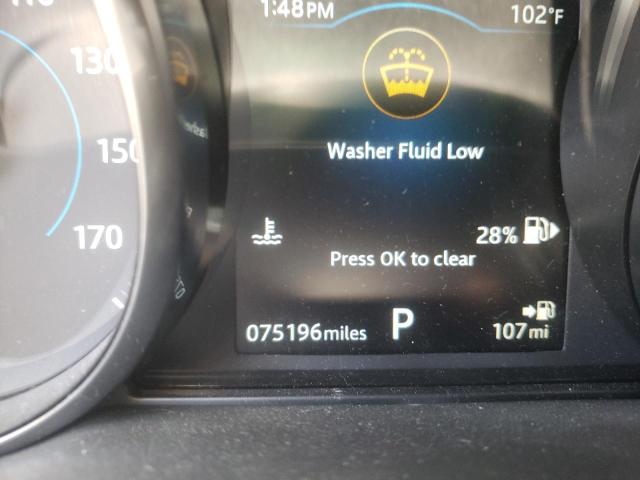 1:48PM 102°F
130
150
170
Washer Fluid Low
28%
Press OK to clear
075196miles P 107mi